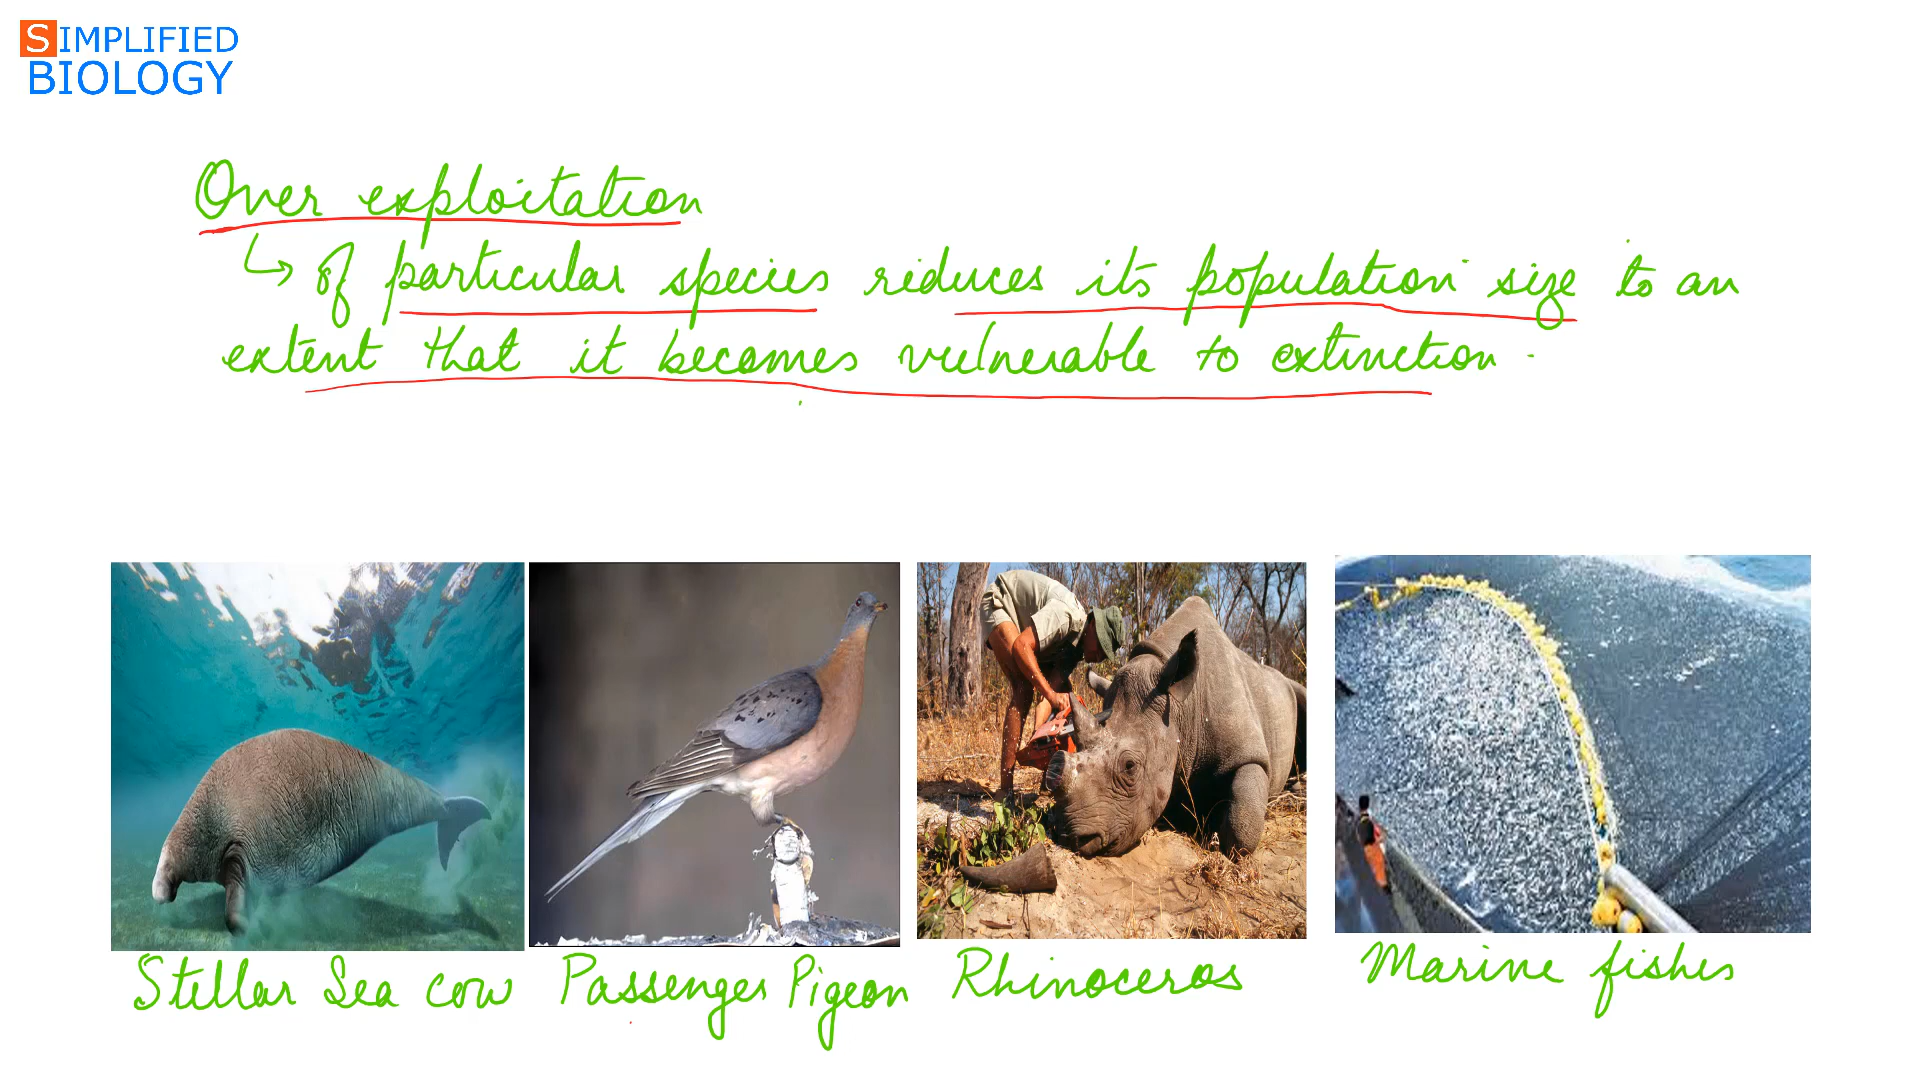 SIMPLIFIED
BIOLOGY
Over exploitation
↳ of particular species reduces its population size to an
extent that it becomes vulnerable to extinction.
Stellar Sea cow
Passenger Pigeon
Rhinoceros
Marine fishes